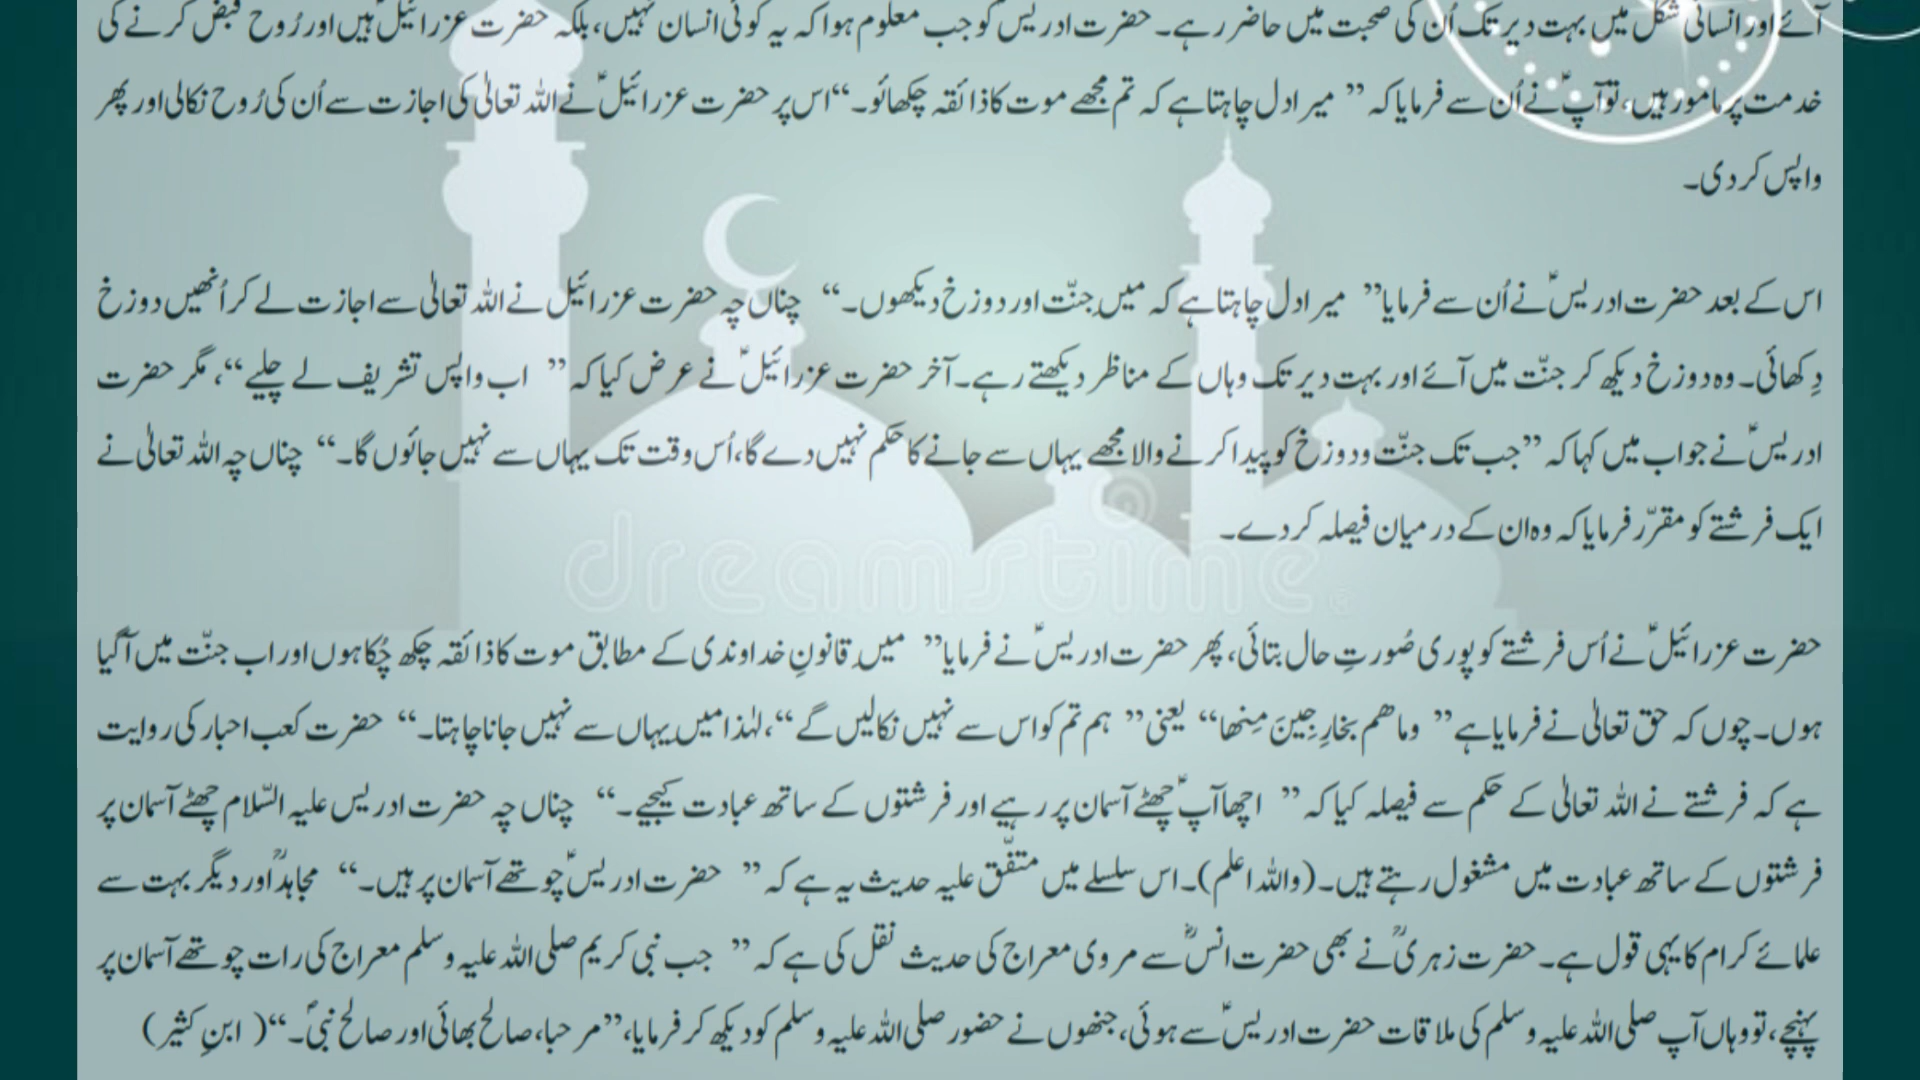 آئے اور انسانی شکل میں بہت دیر تک اُن کی صحبت میں حاضر رہے۔ حضرت ادریس کو جب معلوم ہوا کہ یہ کوئی انسان نہیں، بلکہ حضرت عزرائیلؑ ہیں اور رُوح قبض کرنے کی
خدمت پر مامور ہیں، تو آپؑ نے اُن سے فرمایا کہ ’’ میرا دل چاہتا ہے کہ تم مجھے موت کا ذائقہ چکھائو۔‘‘ اس پر حضرت عزرائیلؑ نے اللہ تعالیٰ کی اجازت سے اُن کی رُوح نکالی اور پھر
واپس کر دی۔
اس کے بعد حضرت ادریسؑ نے اُن سے فرمایا’’ میرا دل چاہتا ہے کہ میں جنّت اور دوزخ دیکھوں۔‘‘ چناں چہ حضرت عزرائیل نے اللہ تعالیٰ سے اجازت لے کر اُنھیں دوزخ
دِکھائی۔ وہ دوزخ دیکھ کر جنّت میں آئے اور بہت دیر تک وہاں کے مناظر دیکھتے رہے۔ آخر حضرت عزرائیلؑ نے عرض کیا کہ ’’ اب واپس تشریف لے چلیے‘‘، مگر حضرت
ادریسؑ نے جواب میں کہا کہ ’’جب تک جنّت و دوزخ کو پیدا کرنے والا مجھے یہاں سے جانے کا حکم نہیں دے گا، اُس وقت تک یہاں سے نہیں جائوں گا۔‘‘ چناں چہ اللہ تعالیٰ نے
ایک فرشتے کو مقرّر فرمایا کہ وہ ان کے درمیان فیصلہ کر دے۔
dreamstime
حضرت عزرائیلؑ نے اُس فرشتے کو پوری صُورتِ حال بتائی، پھر حضرت ادریسؑ نے فرمایا’’ میں قانونِ خداوندی کے مطابق موت کا ذائقہ چکھ چُکا ہوں اور اب جنّت میں آگیا
ہوں۔ چوں کہ حق تعالیٰ نے فرمایا ہے’’ وما ھم بخارِجِینَ مِنھا‘‘ یعنی’’ ہم تم کو اس سے نہیں نکالیں گے‘‘، لہٰذا میں یہاں سے نہیں جانا چاہتا۔‘‘ حضرت کعب احبار کی روایت
ہے کہ فرشتے نے اللہ تعالیٰ کے حکم سے فیصلہ کیا کہ ’’ اچھا آپؑ چھٹے آسمان پر رہیے اور فرشتوں کے ساتھ عبادت کیجیے۔‘‘ چناں چہ حضرت ادریس علیہ السّلام چھٹے آسمان پر
فرشتوں کے ساتھ عبادت میں مشغول رہتے ہیں۔(واللہ اعلم)۔ اس سلسلے میں متفّق علیہ حدیث یہ ہے کہ ’’ حضرت ادریسؑ چوتھے آسمان پر ہیں۔‘‘ مجاہدؒ اور دیگر بہت سے
علمائے کرام کا یہی قول ہے۔ حضرت زہریؒ نے بھی حضرت انسؓ سے مروی معراج کی حدیث نقل کی ہے کہ ’’ جب نبی کریم صلی اللہ علیہ وسلم معراج کی رات چوتھے آسمان پر
پہنچے، تو وہاں آپ صلی اللہ علیہ وسلم کی ملاقات حضرت ادریسؑ سے ہوئی، جنھوں نے حضور صلی اللہ علیہ وسلم کو دیکھ کر فرمایا،’’مرحبا، صالح بھائی اور صالح نبیؐ۔‘‘( ابنِ کثیر)